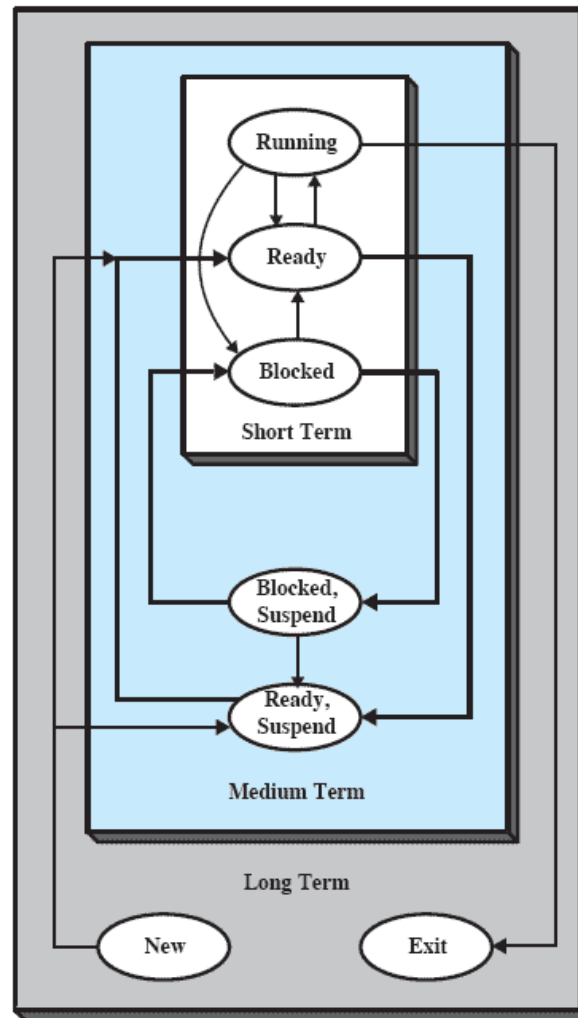 Running
Ready
Blocked
Short Term
Blocked,
Suspend
Ready,
Suspend
Medium Term
Long Term
New
Exit